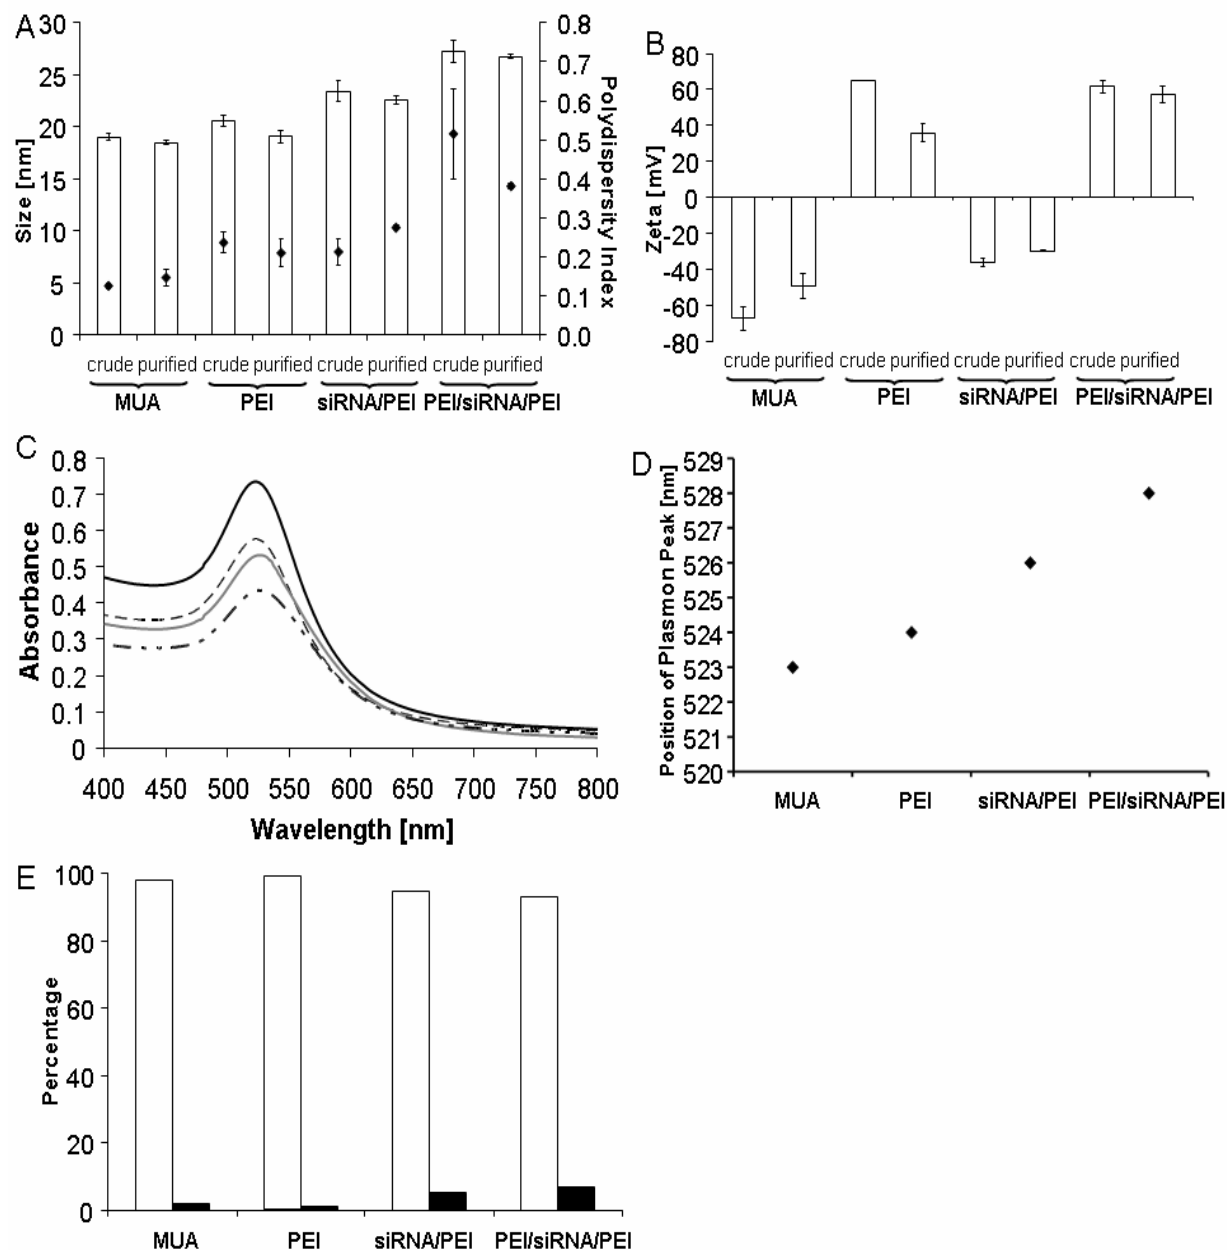 A
Size [nm]
30
25
20
15
10
5
0
0.8
0.7
0.6
0.5
0.4
0.3
0.2
0.1
0.0
Polydispersity Index
crude purified crude purified crude purified crude purified
MUA PEI siRNA/PEI PEI/siRNA/PEI
B
Zeta [mV]
80
60
40
20
0
-20
-40
-60
-80
crude purified crude purified crude purified crude purified
MUA PEI siRNA/PEI PEI/siRNA/PEI
C
Absorbance
0.8
0.7
0.6
0.5
0.4
0.3
0.2
0.1
0
400 450 500 550 600 650 700 750 800
Wavelength [nm]
D
Position of Plasmon Peak [nm]
529
528
527
526
525
524
523
522
521
520
MUA PEI siRNA/PEI PEI/siRNA/PEI
E
Percentage
100
80
60
40
20
0
MUA PEI siRNA/PEI PEI/siRNA/PEI